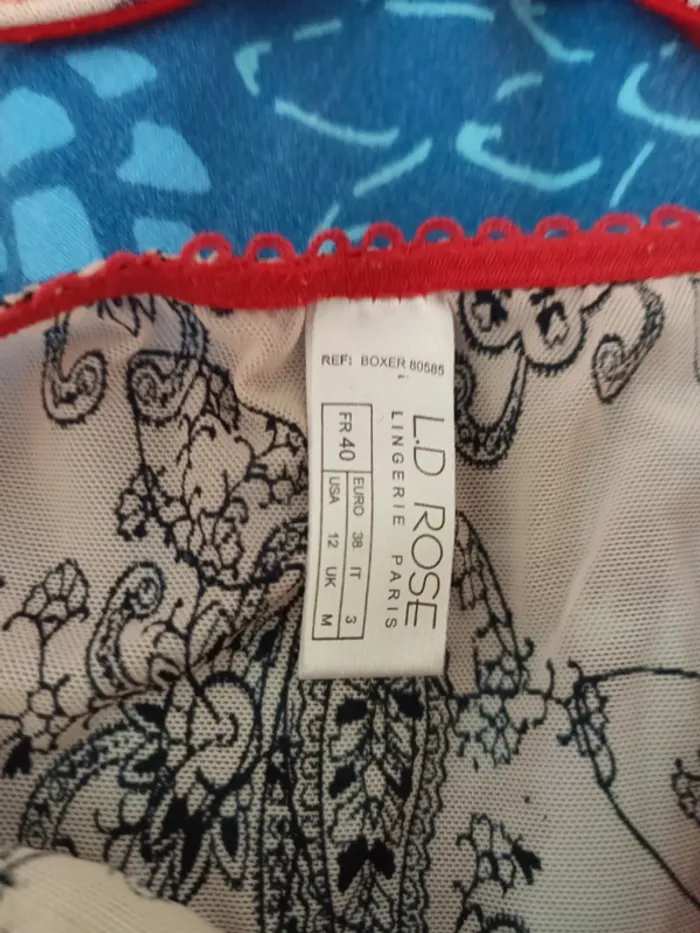 REF: BOXER 80585
L.D ROSE
LINGERIE PARIS
FR 40
EURO 38 IT 3
USA 12 UK M